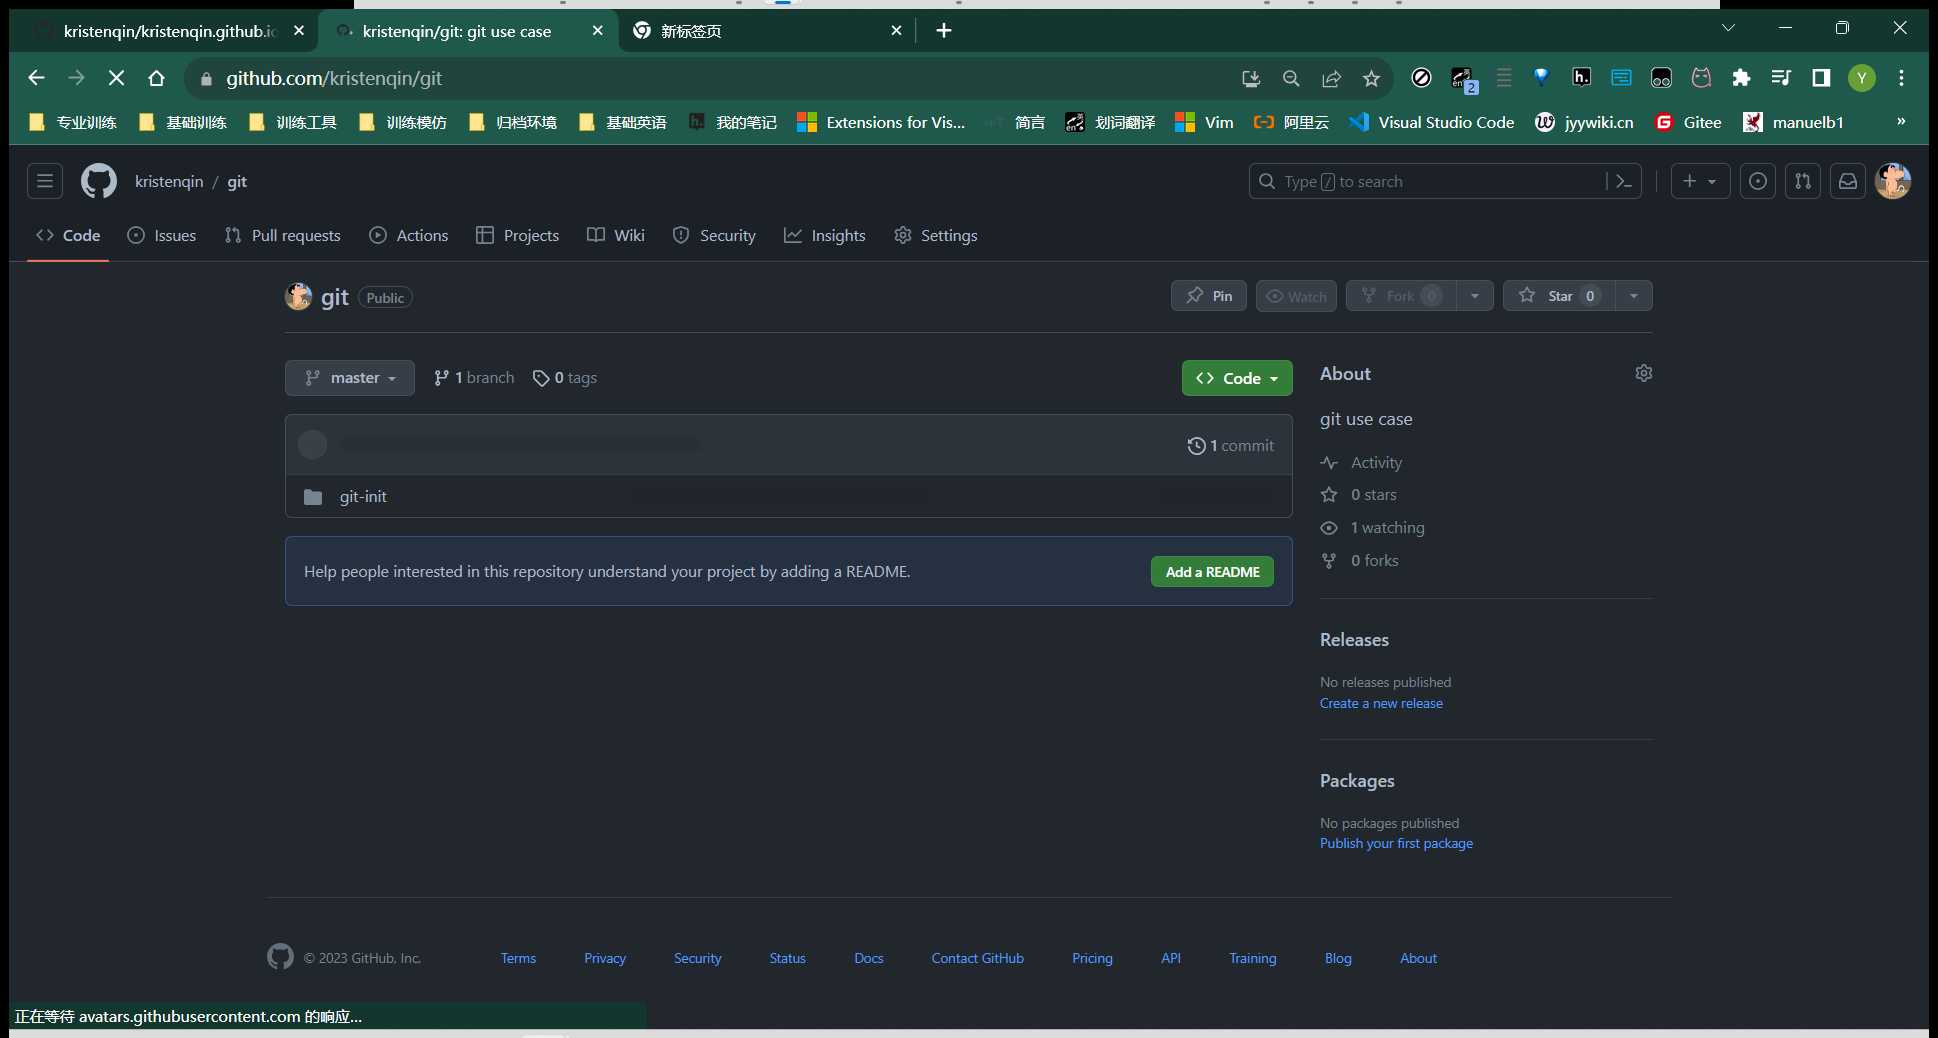 kristenqin/kristenqin.github.io
kristenqin/git: git use case
新标签页
github.com/kristenqin/git
en 2
h.
Y
专业训练
基础训练
训练工具
训练模仿
归档环境
基础英语
h. 我的笔记
Extensions for Vis...
简言
en 划词翻译
Vim
阿里云
Visual Studio Code
jyywiki.cn
Gitee
manuelb1
»
kristenqin / git
Type / to search
Code
Issues
Pull requests
Actions
Projects
Wiki
Security
Insights
Settings
git Public
Pin
Watch
Fork 0
Star 0
master
1 branch
0 tags
Code
1 commit
git-init
Help people interested in this repository understand your project by adding a README.
Add a README
About
git use case
Activity
0 stars
1 watching
0 forks
Releases
No releases published
Create a new release
Packages
No packages published
Publish your first package
© 2023 GitHub, Inc.
Terms
Privacy
Security
Status
Docs
Contact GitHub
Pricing
API
Training
Blog
About
正在等待 avatars.githubusercontent.com 的响应...